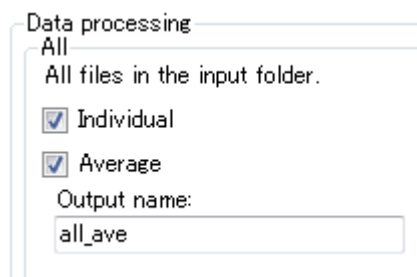 Data processing
All
All files in the input folder.
Individual
Average
Output name:
all_ave